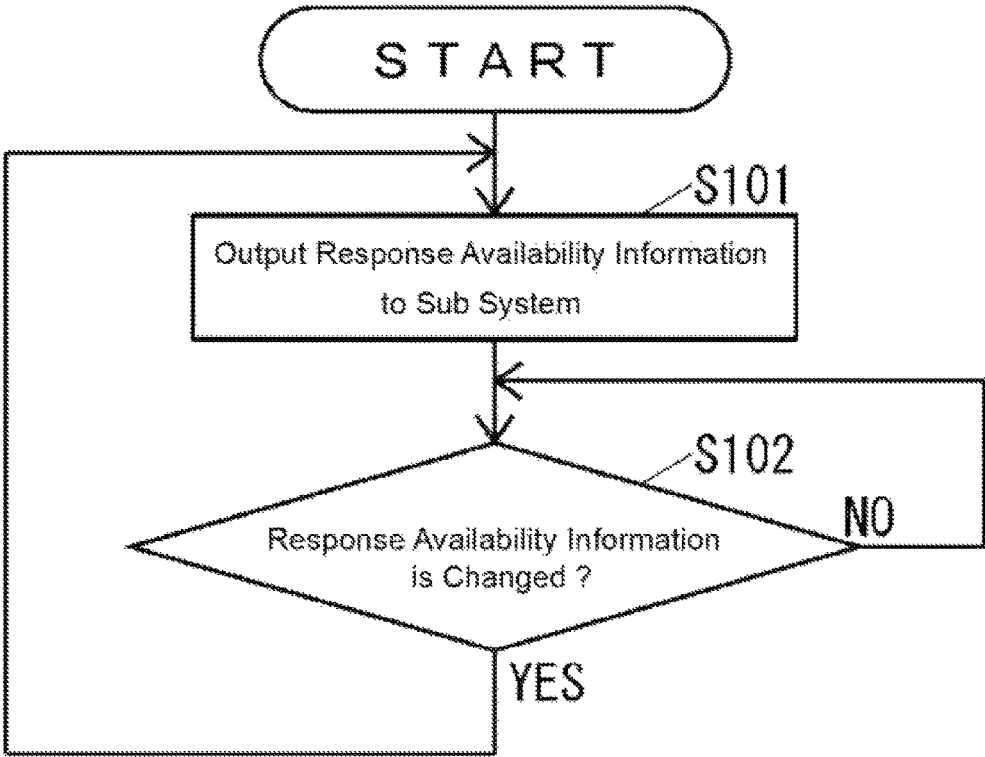 START
S101
Output Response Availability Information
to Sub System
S102
NO
Response Availability Information
is Changed ?
YES